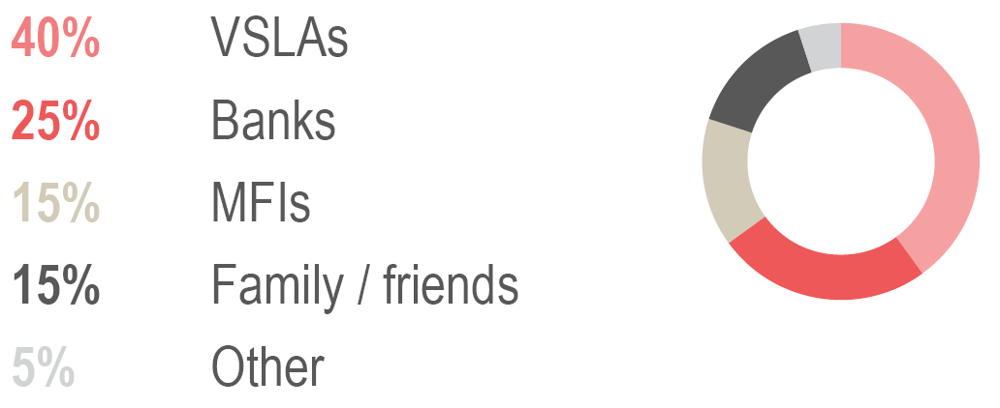 40% VSLAs
25% Banks
15% MFIs
15% Family / friends
5% Other